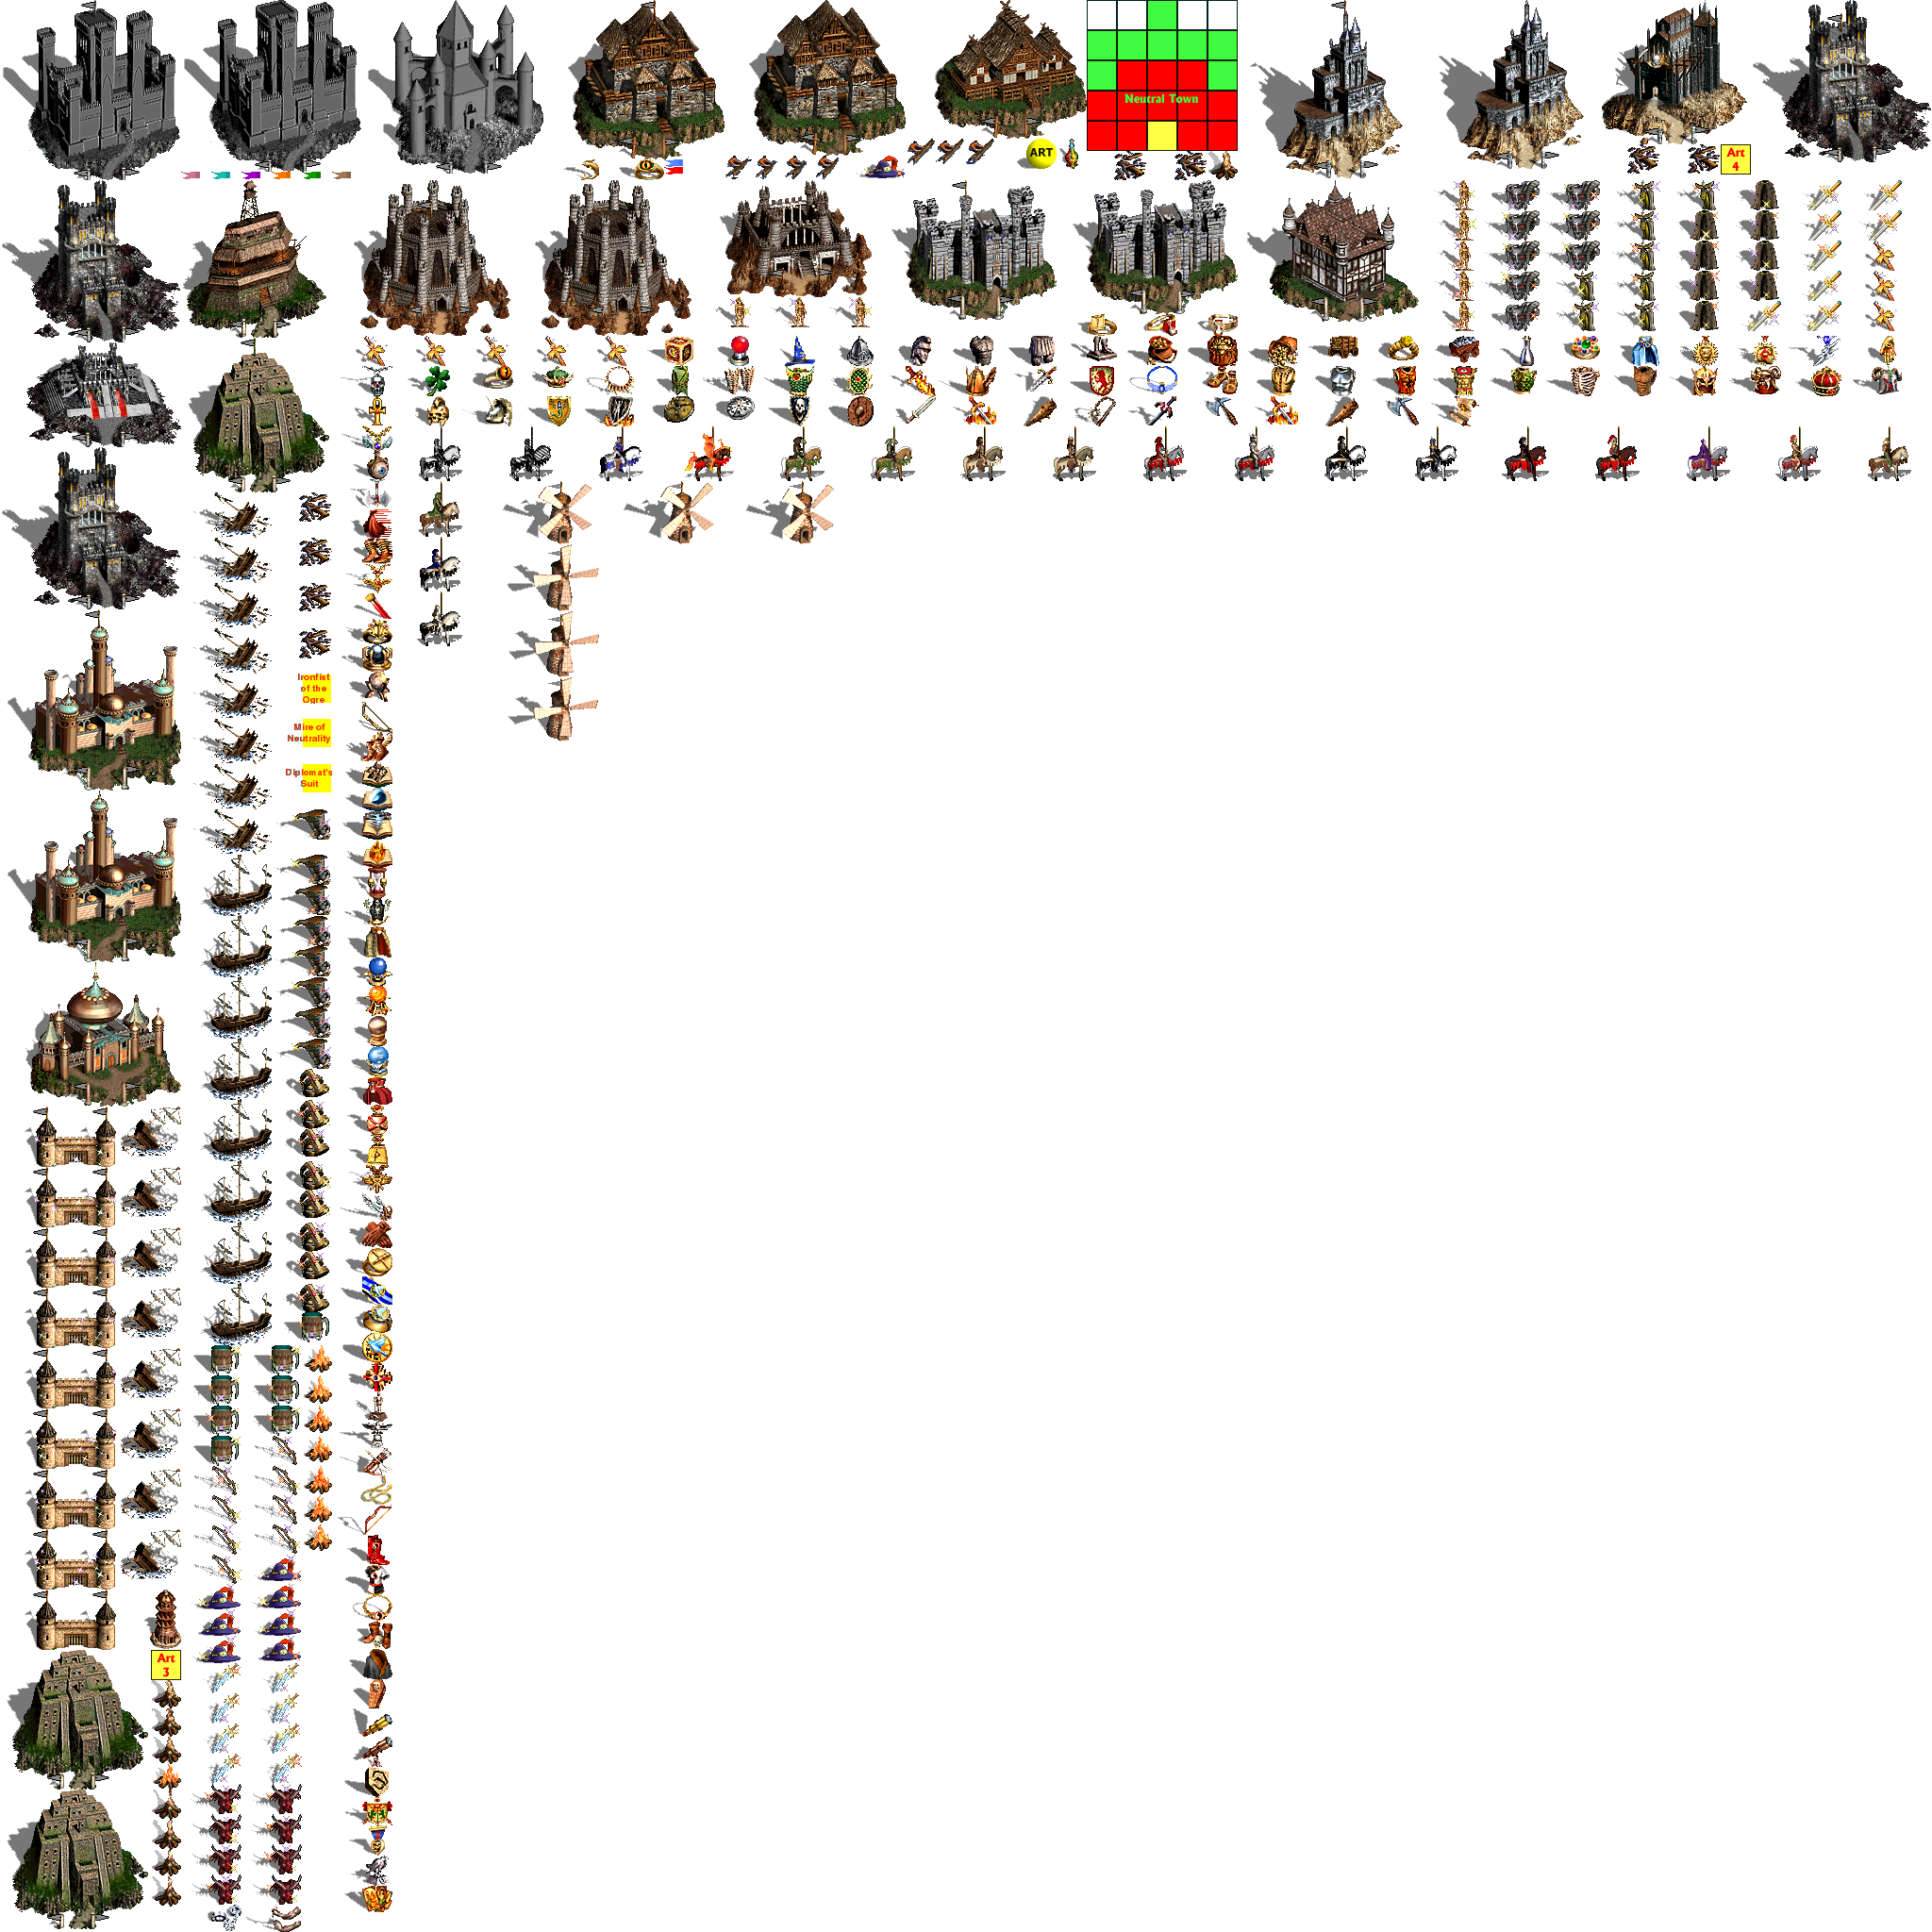 Neutral Town
ART
Art
4
Ironfist
of the
Ogre
Mire of
Neutrality
Diplomat's
Suit
Art
3